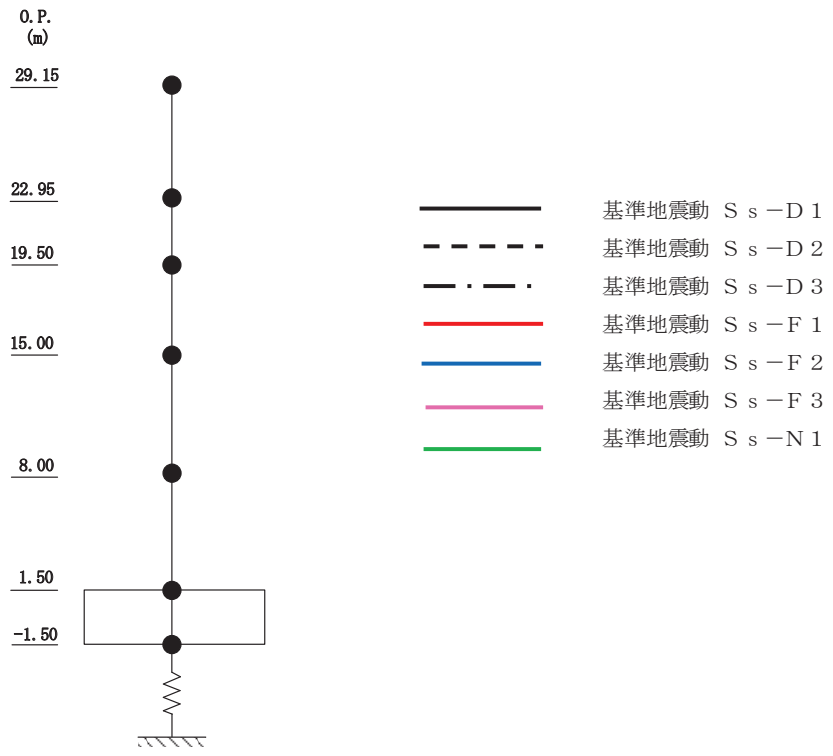 O.P.
(m)
29.15
22.95
19.50
15.00
8.00
1.50
-1.50
基準地震動 Ｓｓ－Ｄ１
基準地震動 Ｓｓ－Ｄ２
基準地震動 Ｓｓ－Ｄ３
基準地震動 Ｓｓ－Ｆ１
基準地震動 Ｓｓ－Ｆ２
基準地震動 Ｓｓ－Ｆ３
基準地震動 Ｓｓ－Ｎ１